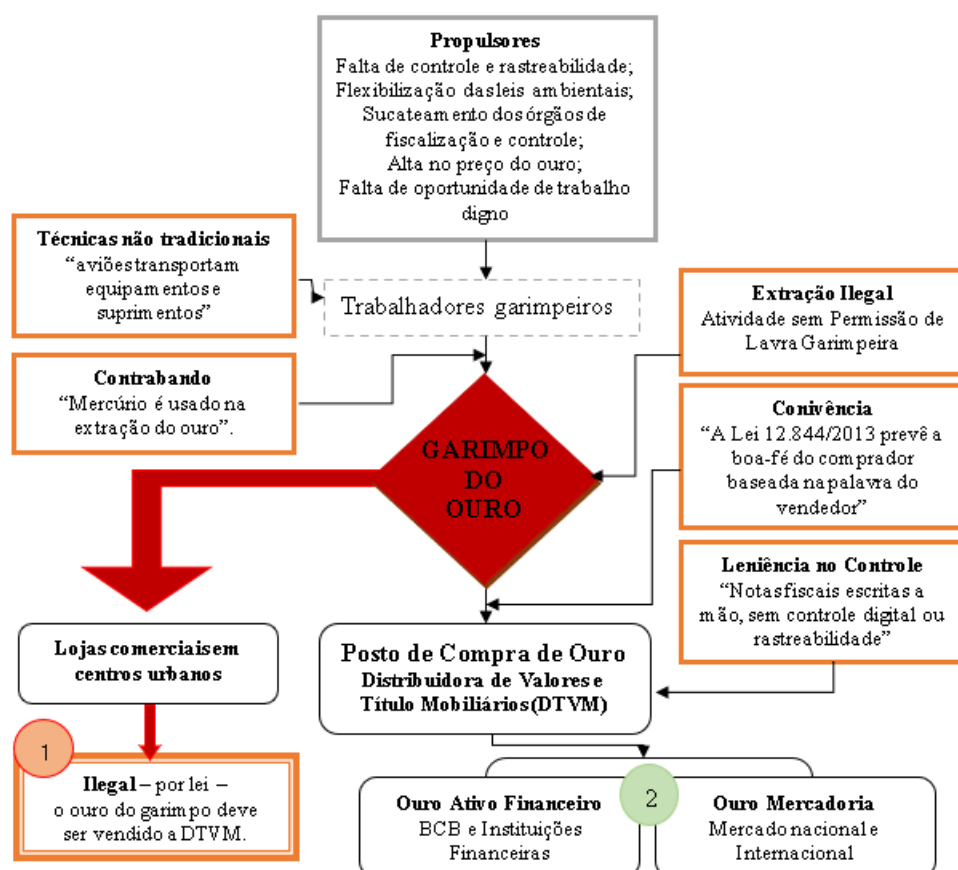 Propulsores
Falta de controle e rastreabilidade;
Flexibilização das leis ambientais;
Sucateamento dos órgãos de
fiscalização e controle;
Alta no preço do ouro;
Falta de oportunidade de trabalho
digno
Técnicas não tradicionais
“aviões transportam
equipamentos e
suprimentos”
Trabalhadores garimpeiros
Extração Ilegal
Atividade sem Permissão de
Lavra Garimpeira
Contrabando
“Mercúrio é usado na
extração do ouro”.
GARIMPO
DO
OURO
Conivência
“A Lei 12.844/2013 prevê a
boa-fé do comprador
baseada na palavra do
vendedor”
Leniência no Controle
“Notas fiscais escritas a
mão, sem controle digital ou
rastreabilidade”
Lojas comerciais em
centros urbanos
Posto de Compra de Ouro
Distribuidora de Valores e
Título Mobiliários(DTVM)
1
Ilegal – por lei –
o ouro do garimpo deve
ser vendido a DTVM.
2
Ouro Ativo Financeiro
BCB e Instituições
Financeiras
Ouro Mercadoria
Mercado nacional e
Internacional